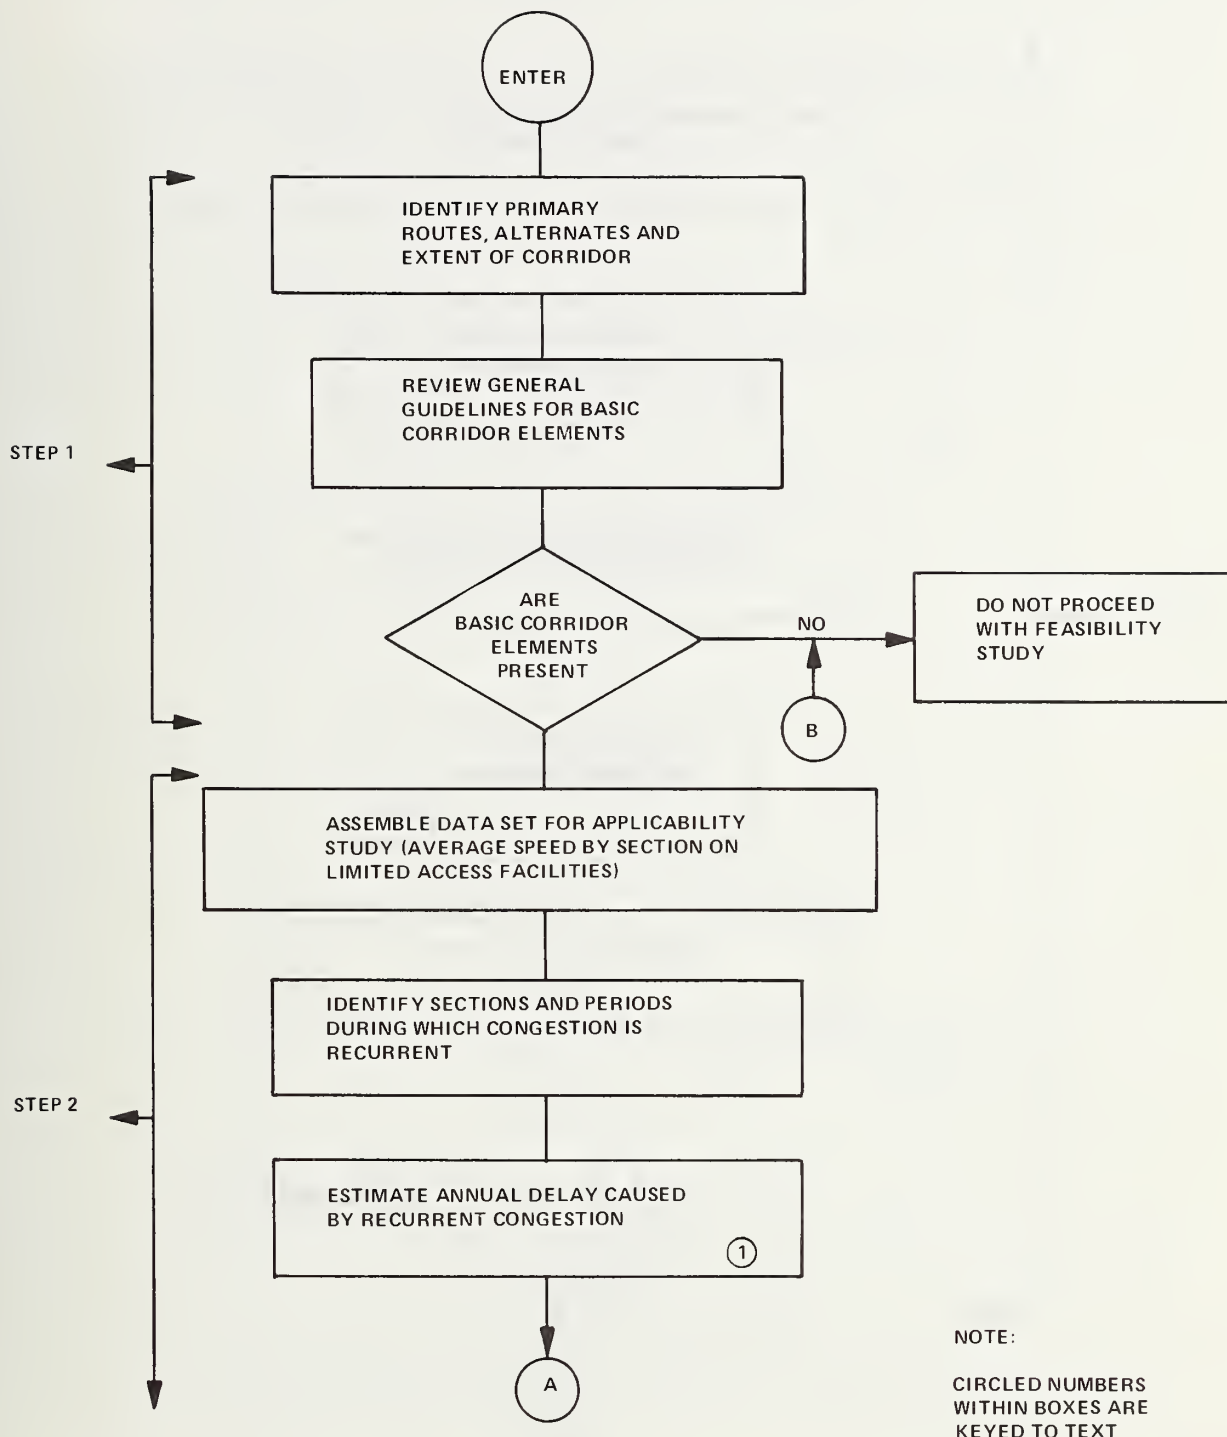 ENTER
IDENTIFY PRIMARY
ROUTES, ALTERNATES AND
EXTENT OF CORRIDOR
REVIEW GENERAL
GUIDELINES FOR BASIC
CORRIDOR ELEMENTS
STEP 1
ARE
BASIC CORRIDOR
ELEMENTS
PRESENT
NO
DO NOT PROCEED
WITH FEASIBILITY
STUDY
B
ASSEMBLE DATA SET FOR APPLICABILITY
STUDY (AVERAGE SPEED BY SECTION ON
LIMITED ACCESS FACILITIES)
IDENTIFY SECTIONS AND PERIODS
DURING WHICH CONGESTION IS
RECURRENT
STEP 2
ESTIMATE ANNUAL DELAY CAUSED
BY RECURRENT CONGESTION
1
A
NOTE:
CIRCLED NUMBERS
WITHIN BOXES ARE
KEYED TO TEXT